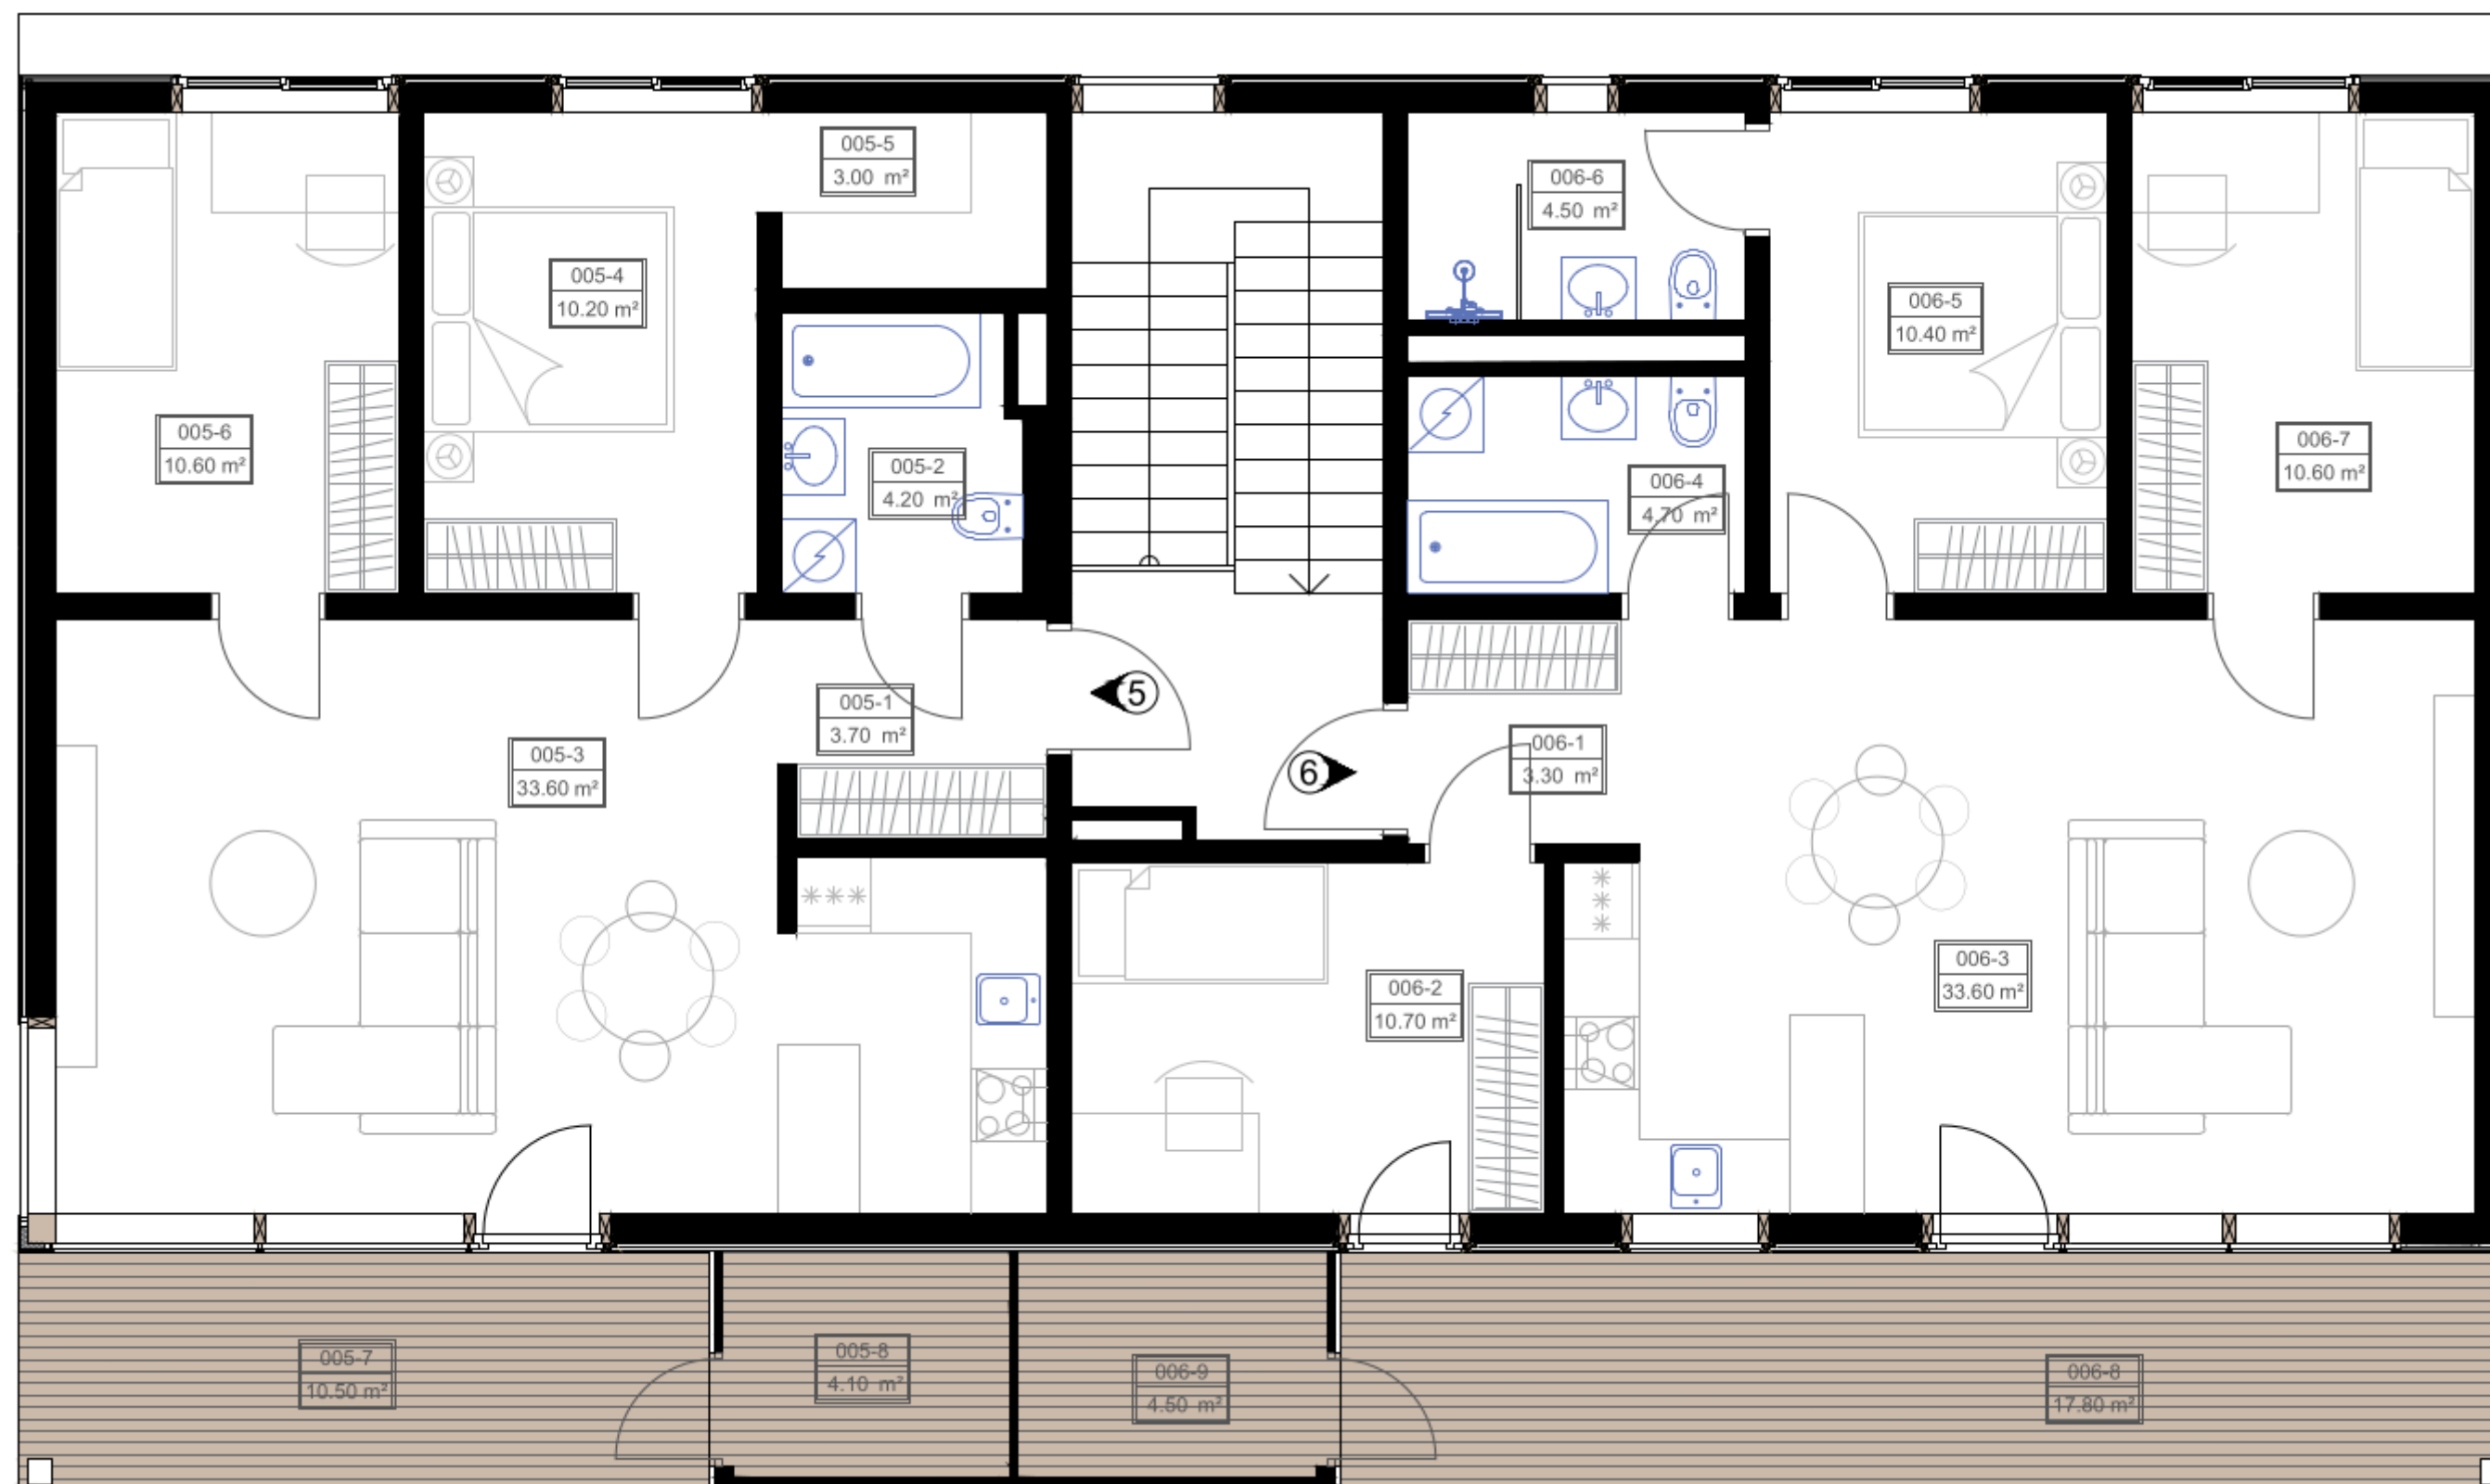 005-5
3.00 m²
006-6
4.50 m²
005-4
10.20 m²
006-5
10.40 m²
005-6
10.60 m²
005-2
4.20 m²
006-4
4.70 m²
006-7
10.60 m²
005-1
3.70 m²
5
005-3
33.60 m²
6
006-1
3.30 m²
006-2
10.70 m²
006-3
33.60 m²
005-7
10.50 m²
005-8
4.10 m²
006-9
4.50 m²
006-8
17.80 m²